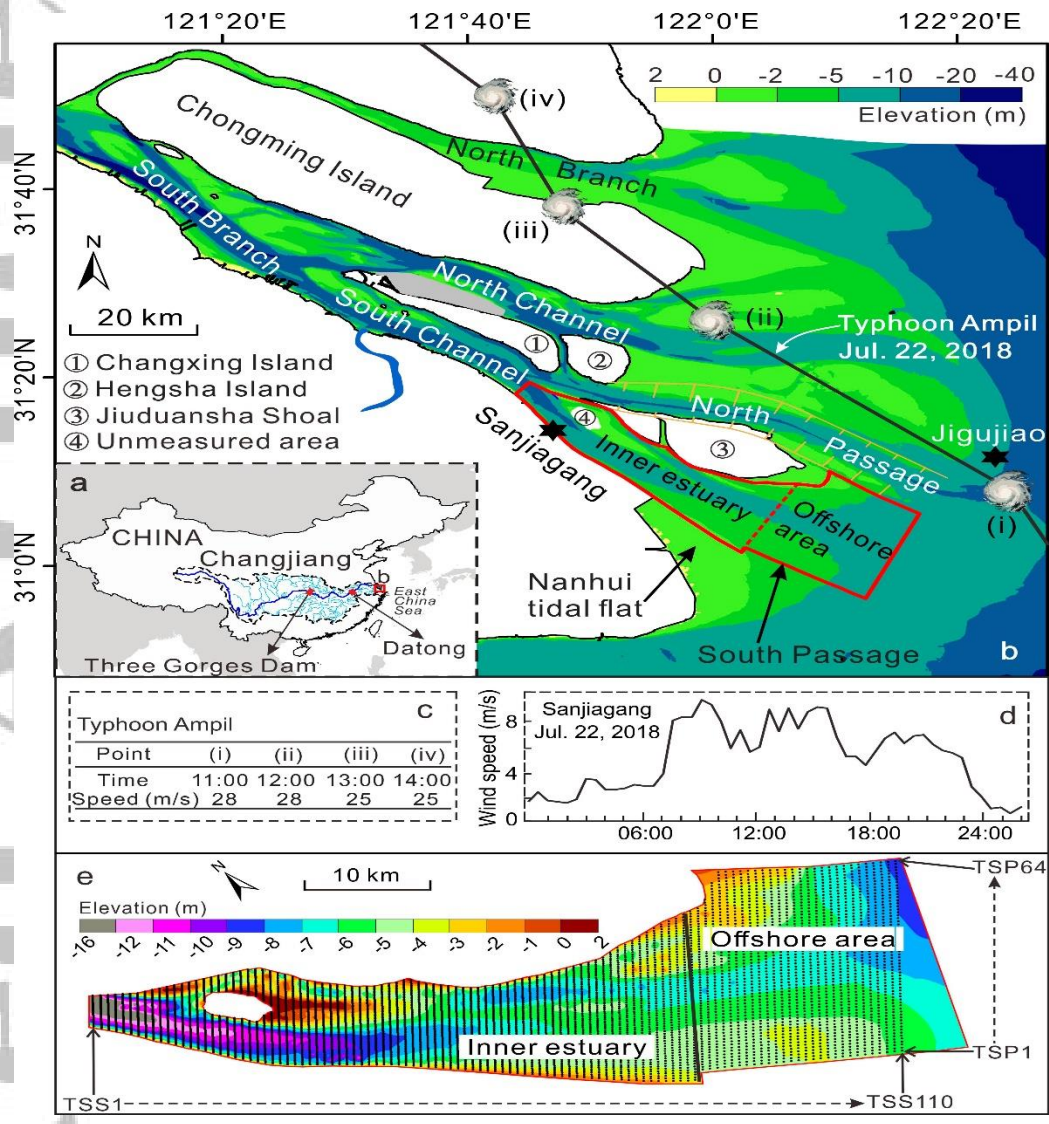 121°20'E 121°40'E 122°0'E 122°20'E
31°40'N
31°20'N
31°0'N
2 0 -2 -5 -10 -20 -40
Elevation (m)
(iv)
(iii)
(ii)
(i)
Chongming Island
North Branch
South Branch
North Channel
South Channel
N
20 km
① Changxing Island
② Hengsha Island
③ Jiuduansha Shoal
④ Unmeasured area
①
②
③
④
Typhoon Ampil
Jul. 22, 2018
North Passage
Jigujiao
Sanjiagang
Inner estuary
Offshore
area
Nanhui
tidal flat
South Passage
b
a
CHINA
Changjiang
b
East
China
Sea
Datong
Three Gorges Dam
c
Typhoon Ampil
Point (i) (ii) (iii) (iv)
Time 11:00 12:00 13:00 14:00
Speed (m/s) 28 28 25 25
d
Sanjiagang
Jul. 22, 2018
Wind speed (m/s)
8
4
0
06:00 12:00 18:00 24:00
e
N
10 km
Elevation (m)
-16 -12 -11 -10 -9 -8 -7 -6 -5 -4 -3 -2 -1 0 2
Offshore area
Inner estuary
TSP64
TSP1
TSS1
TSS110